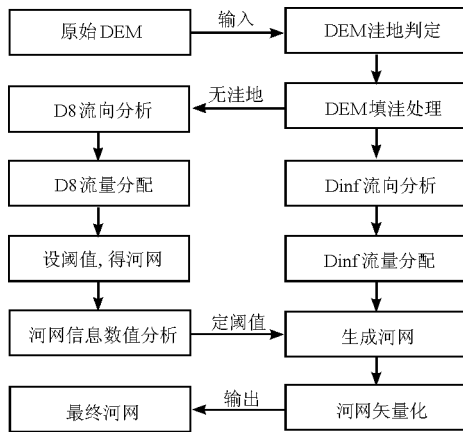 原始DEM
输入
DEM洼地判定
D8流向分析
无洼地
DEM填洼处理
D8流量分配
Dinf流向分析
设阈值,得河网
Dinf流量分配
河网信息数值分析
定阈值
生成河网
最终河网
输出
河网矢量化